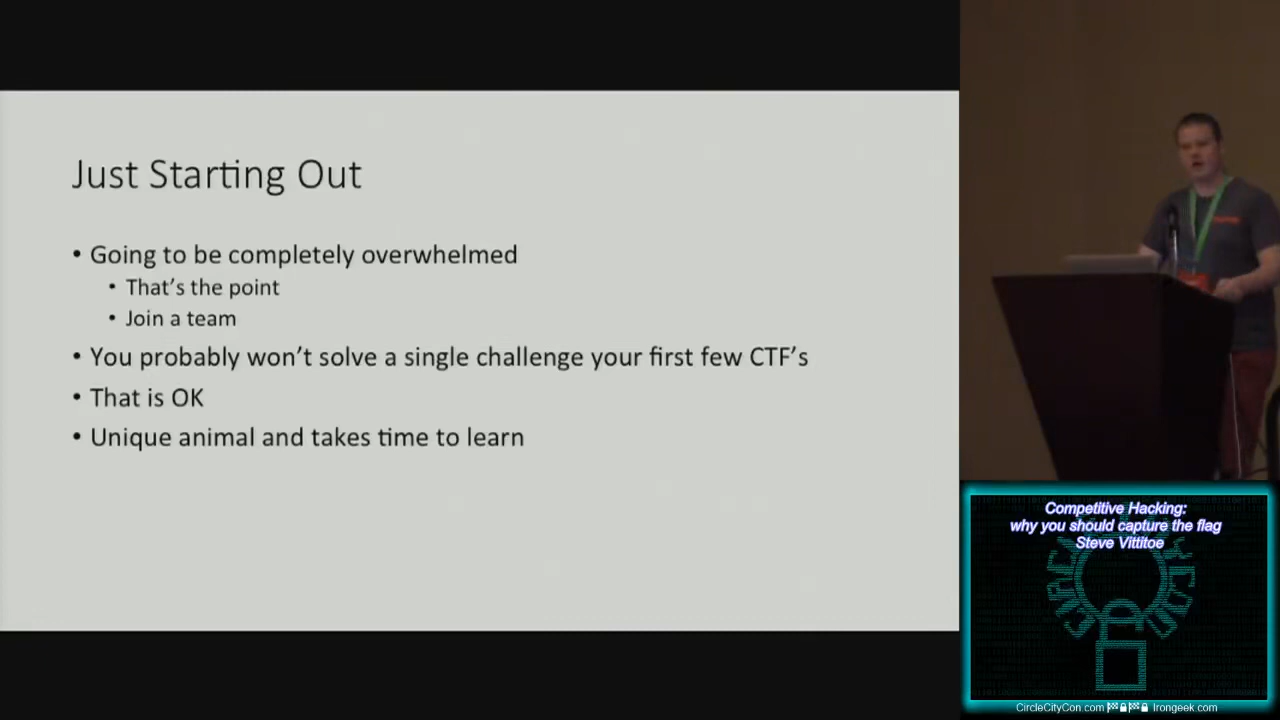 Just Starting Out
• Going to be completely overwhelmed
• That's the point
• Join a team
• You probably won't solve a single challenge your first few CTF's
• That is OK
• Unique animal and takes time to learn
Competitive Hacking:
why you should capture the flag
Steve Vittitoe
CircleCityCon.com
Irongeek.com